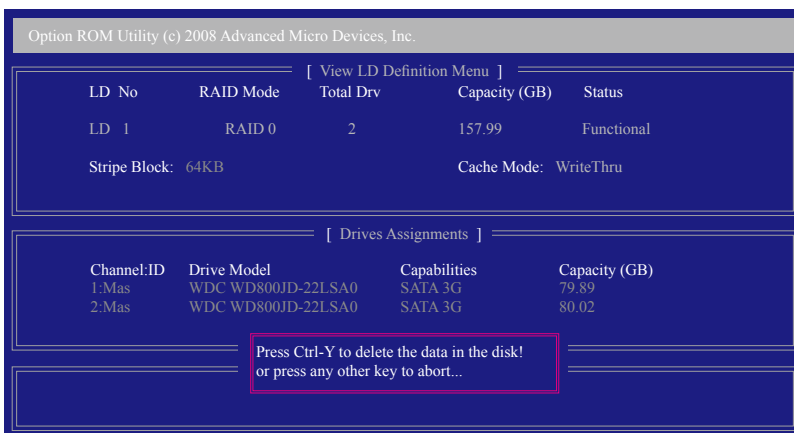 Option ROM Utility (c) 2008 Advanced Micro Devices, Inc.
[ View LD Definition Menu ]
LD No RAID Mode Total Drv Capacity (GB) Status
LD 1 RAID 0 2 157.99 Functional
Stripe Block: 64KB Cache Mode: WriteThru
[ Drives Assignments ]
Channel:ID Drive Model Capabilities Capacity (GB)
1:Mas WDC WD800JD-22LSA0 SATA 3G 79.89
2:Mas WDC WD800JD-22LSA0 SATA 3G 80.02
Press Ctrl-Y to delete the data in the disk!
or press any other key to abort...